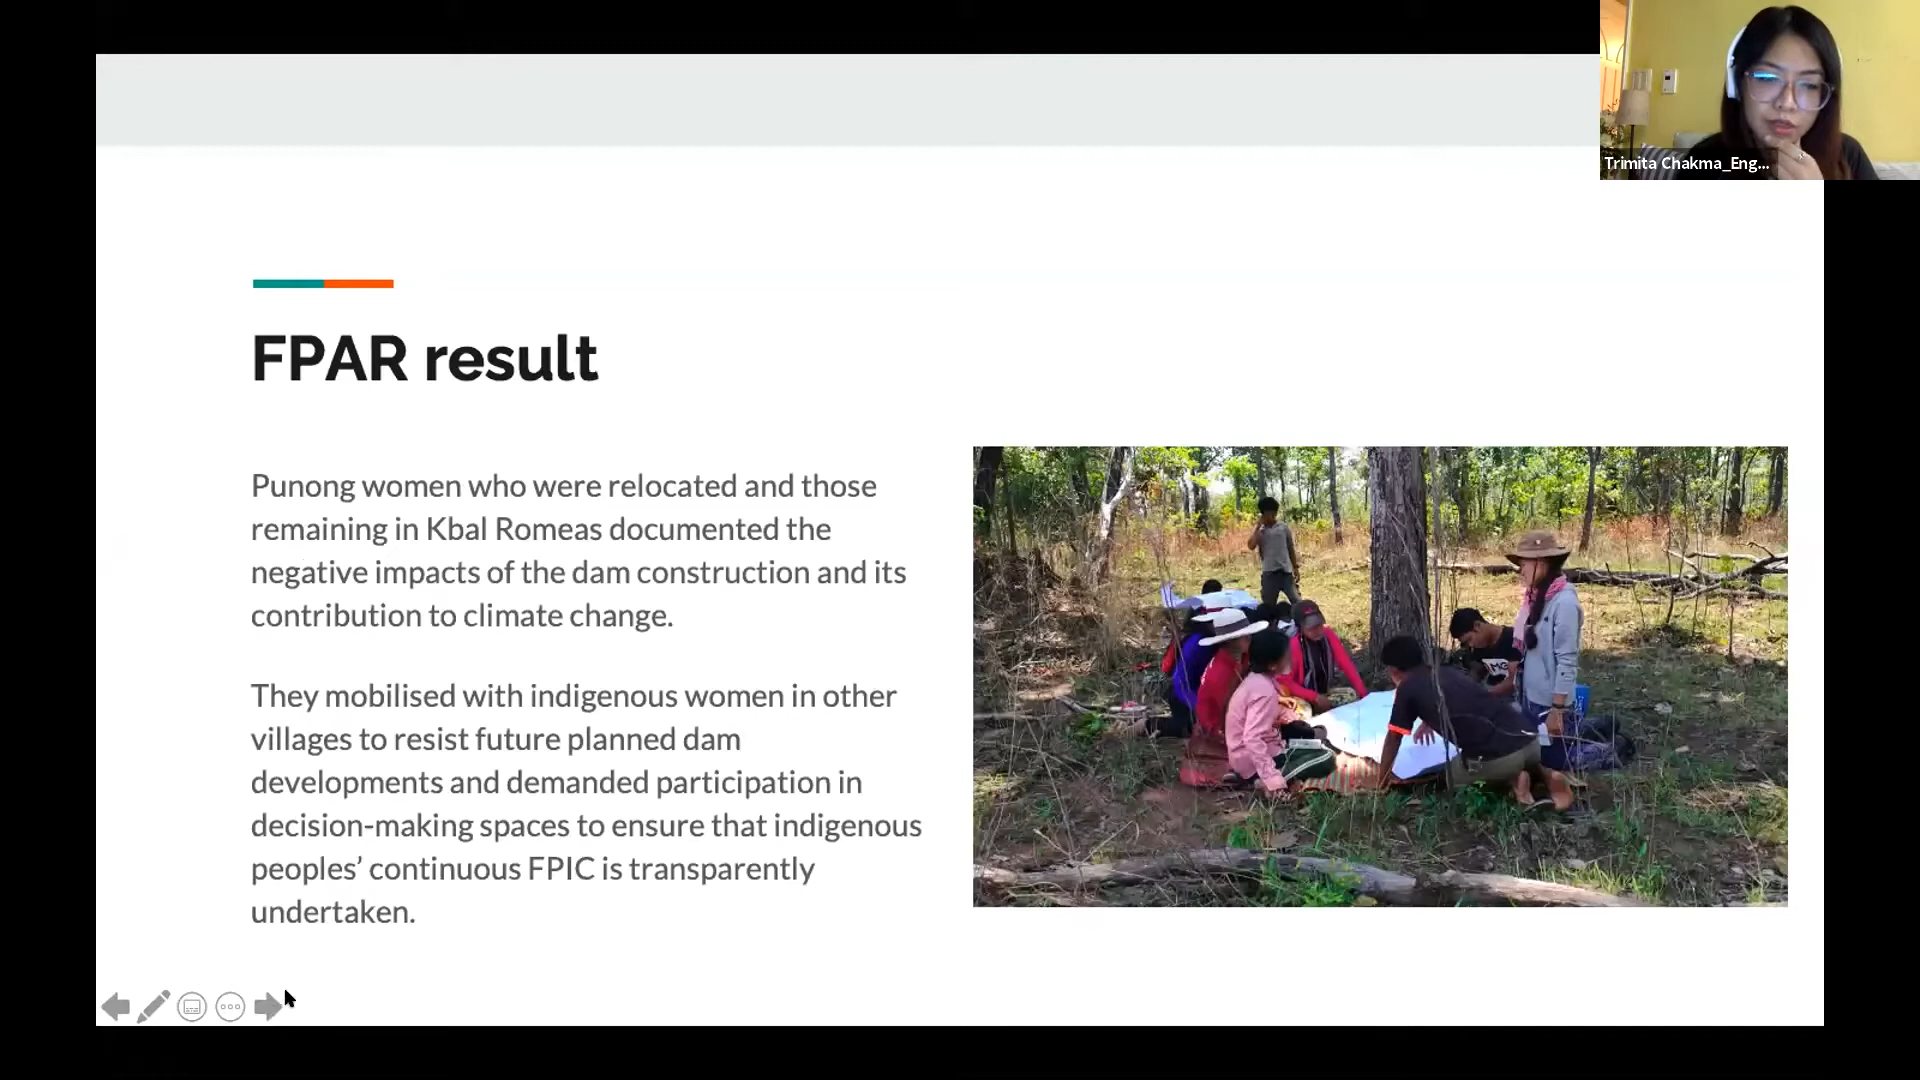 Trimita Chakma_Eng...
FPAR result
Punong women who were relocated and those
remaining in Kbal Romeas documented the
negative impacts of the dam construction and its
contribution to climate change.
They mobilised with indigenous women in other
villages to resist future planned dam
developments and demanded participation in
decision-making spaces to ensure that indigenous
peoples’ continuous FPIC is transparently
undertaken.